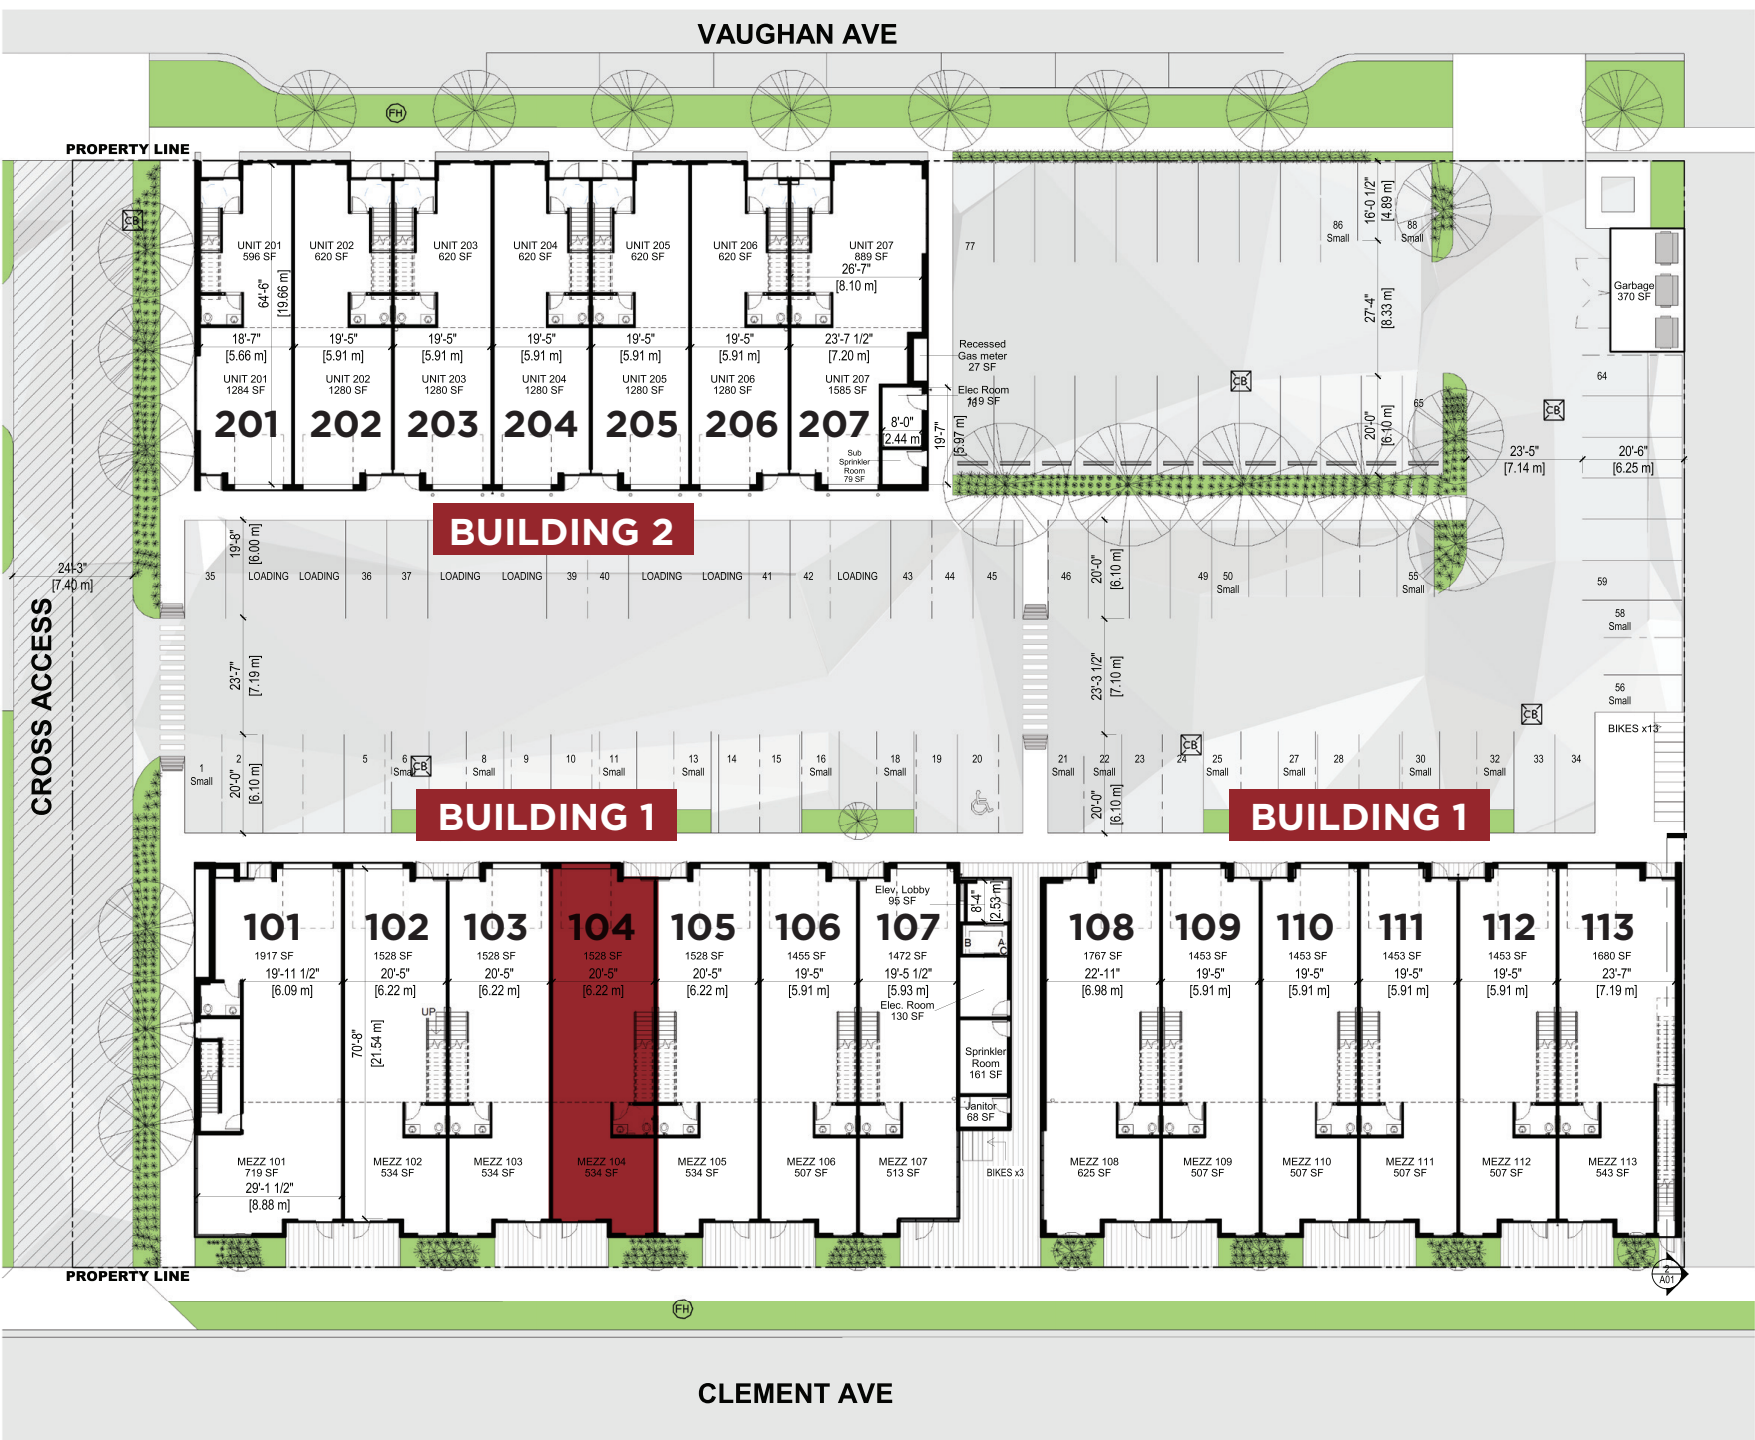 VAUGHAN AVE
FH
PROPERTY LINE
CB
UNIT 201
596 SF
UNIT 202
620 SF
UNIT 203
620 SF
UNIT 204
620 SF
UNIT 205
620 SF
UNIT 206
620 SF
UNIT 207
889 SF
26'-7"
[8.10 m]
64'-6"
[19.66 m]
18'-7"
[5.66 m]
19'-5"
[5.91 m]
19'-5"
[5.91 m]
19'-5"
[5.91 m]
19'-5"
[5.91 m]
19'-5"
[5.91 m]
23'-7 1/2"
[7.20 m]
UNIT 201
1284 SF
UNIT 202
1280 SF
UNIT 203
1280 SF
UNIT 204
1280 SF
UNIT 205
1280 SF
UNIT 206
1280 SF
UNIT 207
1585 SF
201
202
203
204
205
206
207
8'-0"
[2.44 m]
Sub
Sprinkler
Room
79 SF
Recessed
Gas meter
27 SF
Elec Room
119 SF
76
19'-7"
[5.97 m]
77
86
Small
88
Small
16'-0 1/2"
[4.89 m]
27'-4"
[8.33 m]
20'-0"
[6.10 m]
CB
65
64
CB
Garbage
370 SF
23'-5"
[7.14 m]
20'-6"
[6.25 m]
BUILDING 2
19'-8"
[6.00 m]
35
LOADING
LOADING
36
37
LOADING
LOADING
39
40
LOADING
LOADING
41
42
LOADING
43
44
45
46
20'-0"
[6.10 m]
49
50
Small
55
Small
59
58
Small
56
Small
BIKES x13
24'-3"
[7.40 m]
CROSS ACCESS
23'-7"
[7.19 m]
23'-3 1/2"
[7.10 m]
CB
CB
CB
1
Small
2
20'-0"
[6.10 m]
5
6
Small
8
Small
9
10
11
Small
13
Small
14
15
16
Small
18
Small
19
20
21
Small
22
Small
20'-0"
[6.10 m]
23
24
25
Small
27
Small
28
30
Small
32
Small
33
34
BUILDING 1
BUILDING 1
101
1917 SF
19'-11 1/2"
[6.09 m]
102
1528 SF
20'-5"
[6.22 m]
103
1528 SF
20'-5"
[6.22 m]
104
1528 SF
20'-5"
[6.22 m]
105
1528 SF
20'-5"
[6.22 m]
106
1455 SF
19'-5"
[5.91 m]
107
1472 SF
19'-5 1/2"
[5.93 m]
Elev. Lobby
95 SF
8'-4"
[2.53 m]
B
A
C
Elec. Room
130 SF
Sprinkler
Room
161 SF
Janitor
68 SF
BIKES x3
108
1767 SF
22'-11"
[6.98 m]
109
1453 SF
19'-5"
[5.91 m]
110
1453 SF
19'-5"
[5.91 m]
111
1453 SF
19'-5"
[5.91 m]
112
1453 SF
19'-5"
[5.91 m]
113
1680 SF
23'-7"
[7.19 m]
UP
70'-8"
[21.54 m]
MEZZ 101
719 SF
29'-1 1/2"
[8.88 m]
MEZZ 102
534 SF
MEZZ 103
534 SF
MEZZ 104
534 SF
MEZZ 105
534 SF
MEZZ 106
507 SF
MEZZ 107
513 SF
MEZZ 108
625 SF
MEZZ 109
507 SF
MEZZ 110
507 SF
MEZZ 111
507 SF
MEZZ 112
507 SF
MEZZ 113
543 SF
PROPERTY LINE
2
A01
FH
CLEMENT AVE